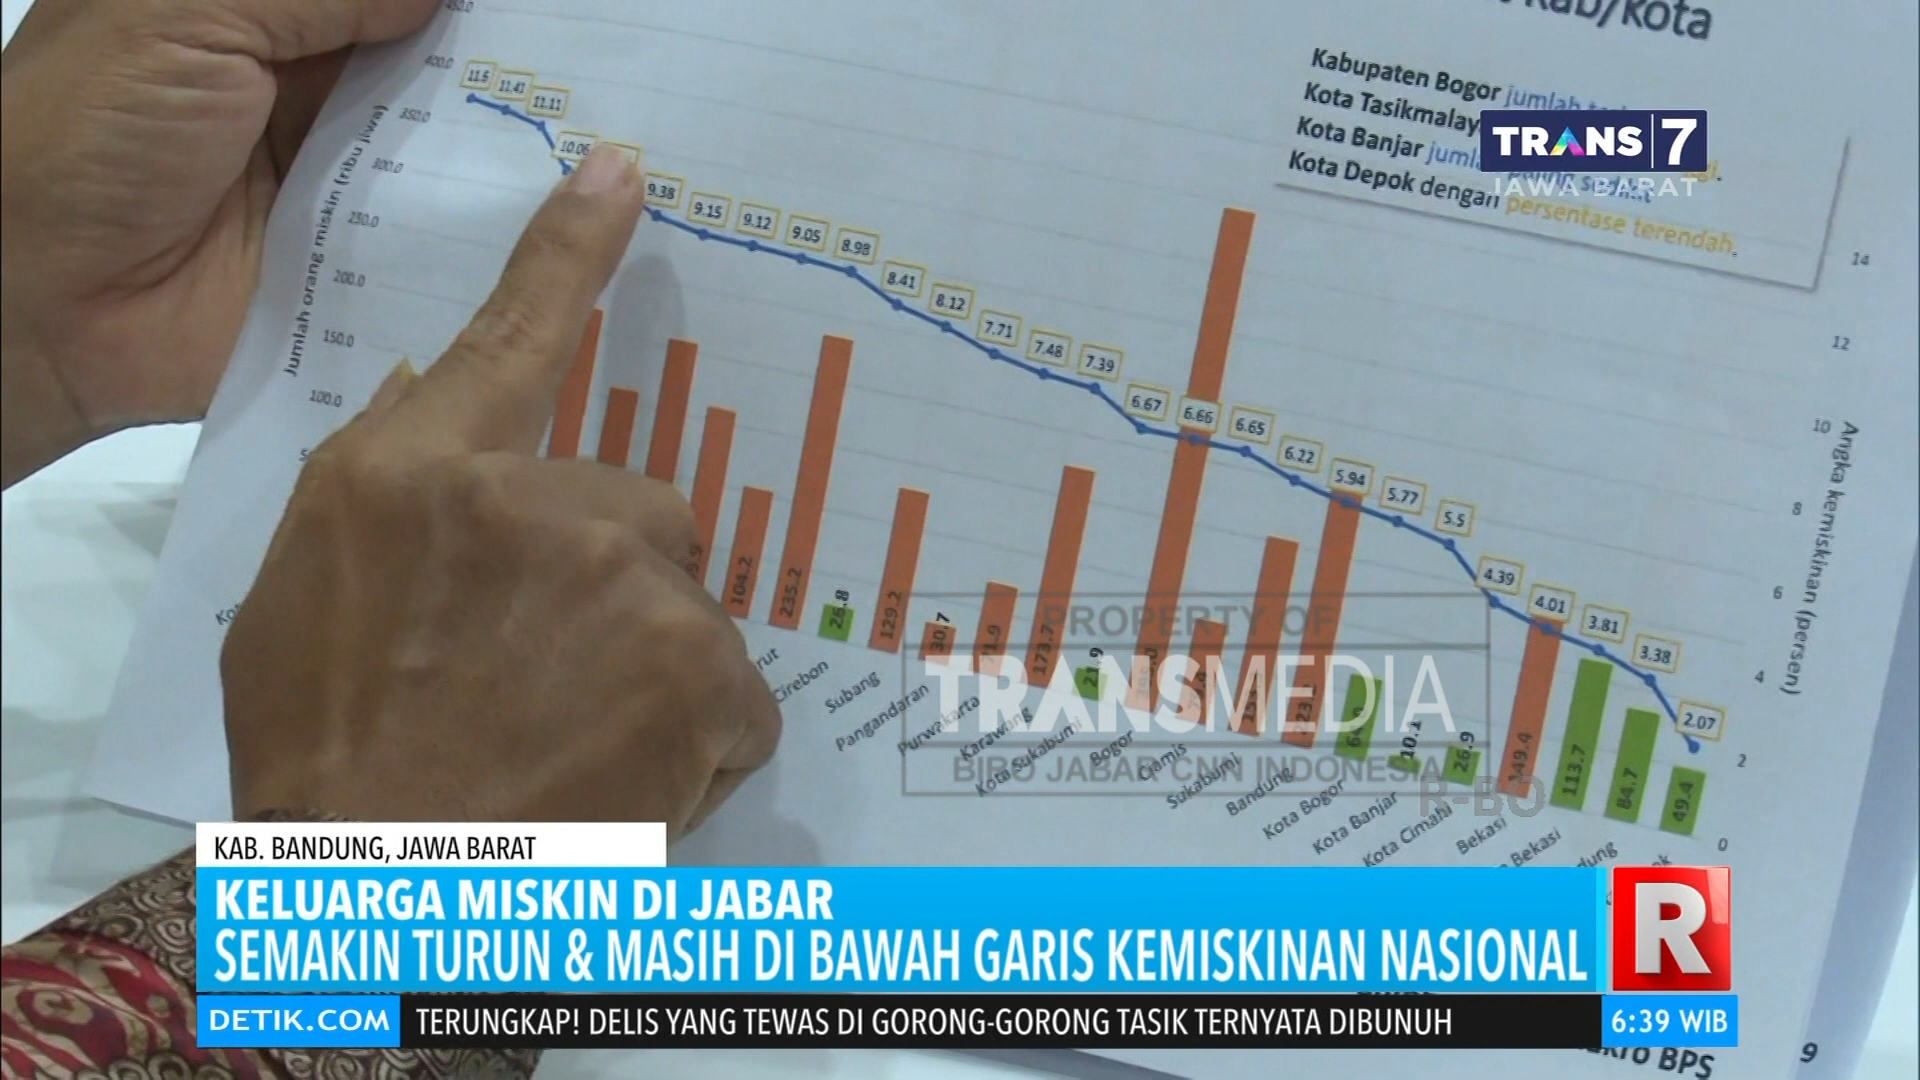 kab/kota
Kabupaten Bogor jumlah
Kota Tasikmalay
Kota Banjar jumla paling sedikit
Kota Depok dengan persentase terendah.
TRANS 7
JAWA BARAT
400.0
350.0
300.0
250.0
200.0
150.0
100.0
Jumlah orang miskin (ribu jiwa)
11.5 11.41 11.11 10.06 9.38 9.15 9.12 9.05 8.98 8.41 8.12 7.71 7.48 7.39 6.67 6.66 6.65 6.22 5.94 5.77 5.5 4.39 4.01 3.81 3.38 2.07
14
12
10
8
6
4
2
0
Angka kemiskinan (persen)
104.2 235.2 26.8 129.2 30.7 173.7 21.9 10.1 26.9 149.4 113.7 84.7 49.4
Cirebon Subang Pangandaran Purwakarta Karawang Kota Sukabumi Bogor Ciamis Sukabumi Bandung Kota Bogor Kota Banjar Kota Cimahi Bekasi Bekasi
PROPERTY OF
TRANSMEDIA
BIRO JABAR CNN INDONESIA
R-BO
KAB. BANDUNG, JAWA BARAT
KELUARGA MISKIN DI JABAR
SEMAKIN TURUN & MASIH DI BAWAH GARIS KEMISKINAN NASIONAL
R
DETIK.COM TERUNGKAP! DELIS YANG TEWAS DI GORONG-GORONG TASIK TERNYATA DIBUNUH 6:39 WIB
BPS
9